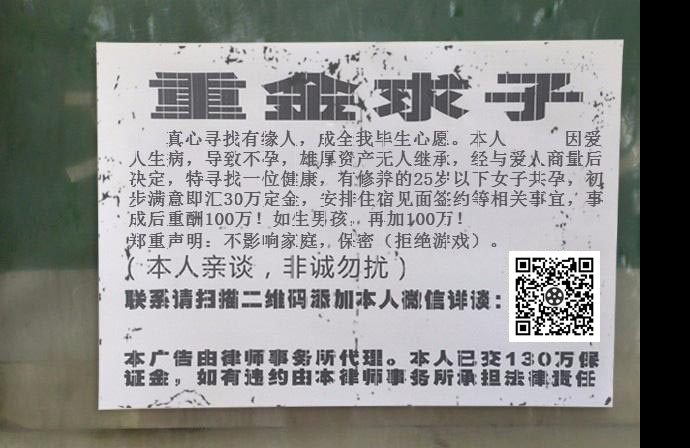 重金求子
真心寻找有缘人，成全我毕生心愿。本人 因爱
人生病，导致不孕，雄厚资产无人继承，经与爱人商量后
决定，特寻找一位健康，有修养的25岁以下女子共孕，初
步满意即汇30万定金，安排住宿见面签约等相关事宜，事
成后重酬100万！如生男孩，再加100万！
郑重声明：不影响家庭，保密（拒绝游戏）。
（本人亲谈，非诚勿扰）
联系请扫描二维码添加本人微信详谈：
本广告由律师事务所代理。本人已交130万保
证金，如有违约由本律师事务所承担法律责任